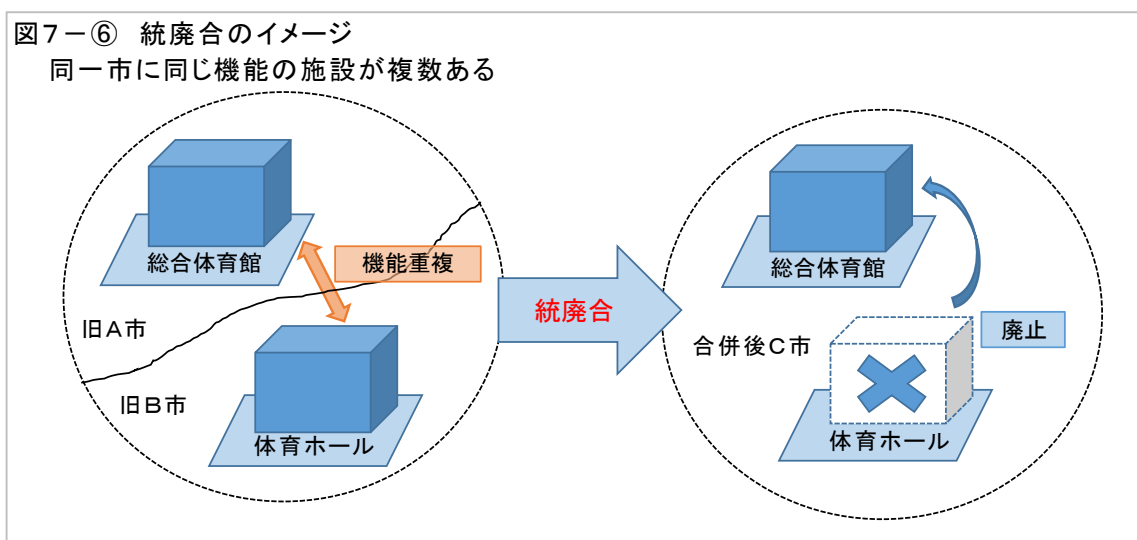 図7-⑥ 統廃合のイメージ
同一市に同じ機能の施設が複数ある
総合体育館
機能重複
旧A市
旧B市
体育ホール
統廃合
総合体育館
合併後C市
廃止
体育ホール